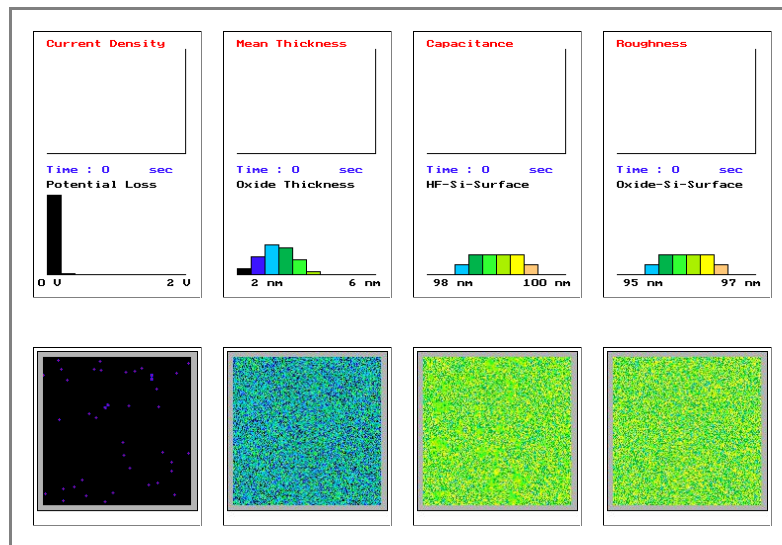 Current Density
Time : 0 sec
Potential Loss
0 V 2 V
Mean Thickness
Time : 0 sec
Oxide Thickness
2 nm 6 nm
Capacitance
Time : 0 sec
HF-Si-Surface
98 nm 100 nm
Roughness
Time : 0 sec
Oxide-Si-Surface
95 nm 97 nm